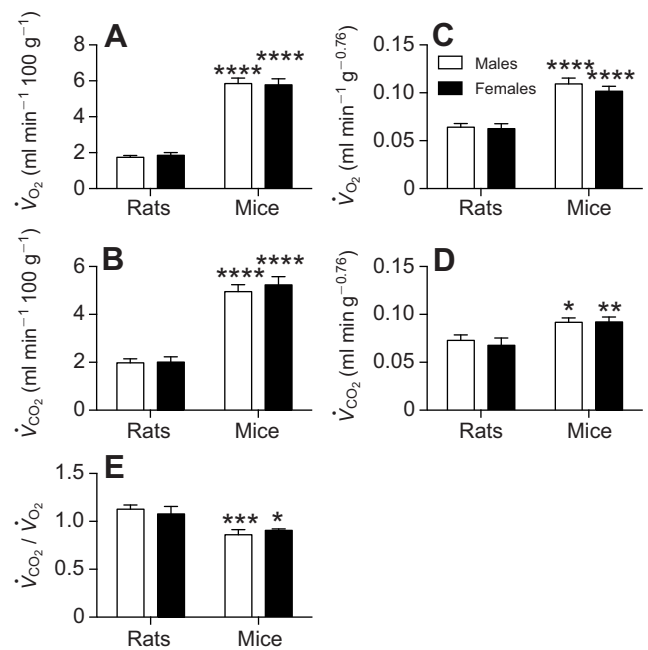 A
V̇O2 (ml min−1 100 g−1)
8
6
4
2
0
****
****
Rats
Mice
C
V̇O2 (ml min−1 g−0.76)
0.15
0.10
0.05
0
Males
Females
****
****
Rats
Mice
B
V̇CO2 (ml min−1 100 g−1)
6
4
2
0
****
****
Rats
Mice
D
V̇CO2 (ml min g−0.76)
0.15
0.10
0.05
0
*
**
Rats
Mice
E
V̇CO2 / V̇O2
1.5
1.0
0.5
0
***
*
Rats
Mice